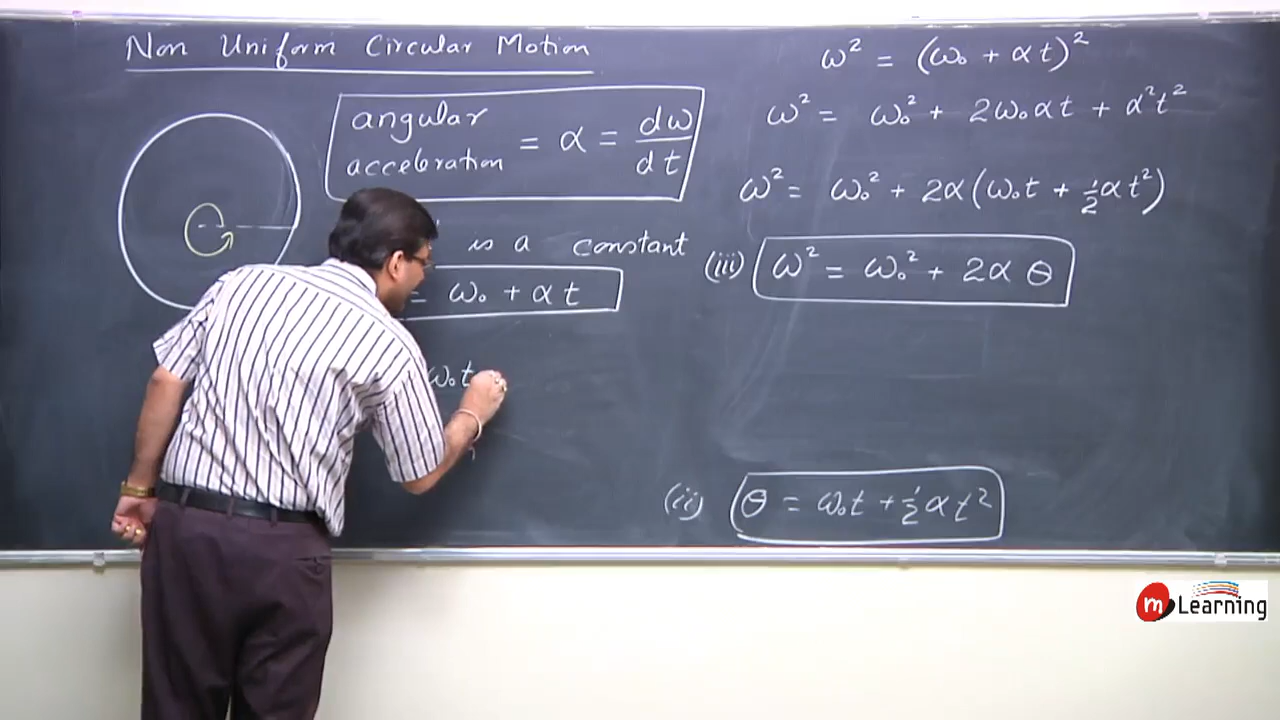 Non Uniform Circular Motion
angular
acceleration = α = dω/dt
is a constant
= ω₀ + αt
ω₀t
ω² = (ω₀ + αt)²
ω² = ω₀² + 2ω₀αt + α²t²
ω² = ω₀² + 2α(ω₀t + ½αt²)
(iii) ω² = ω₀² + 2αθ
(ii) θ = ω₀t + ½αt²
m Learning